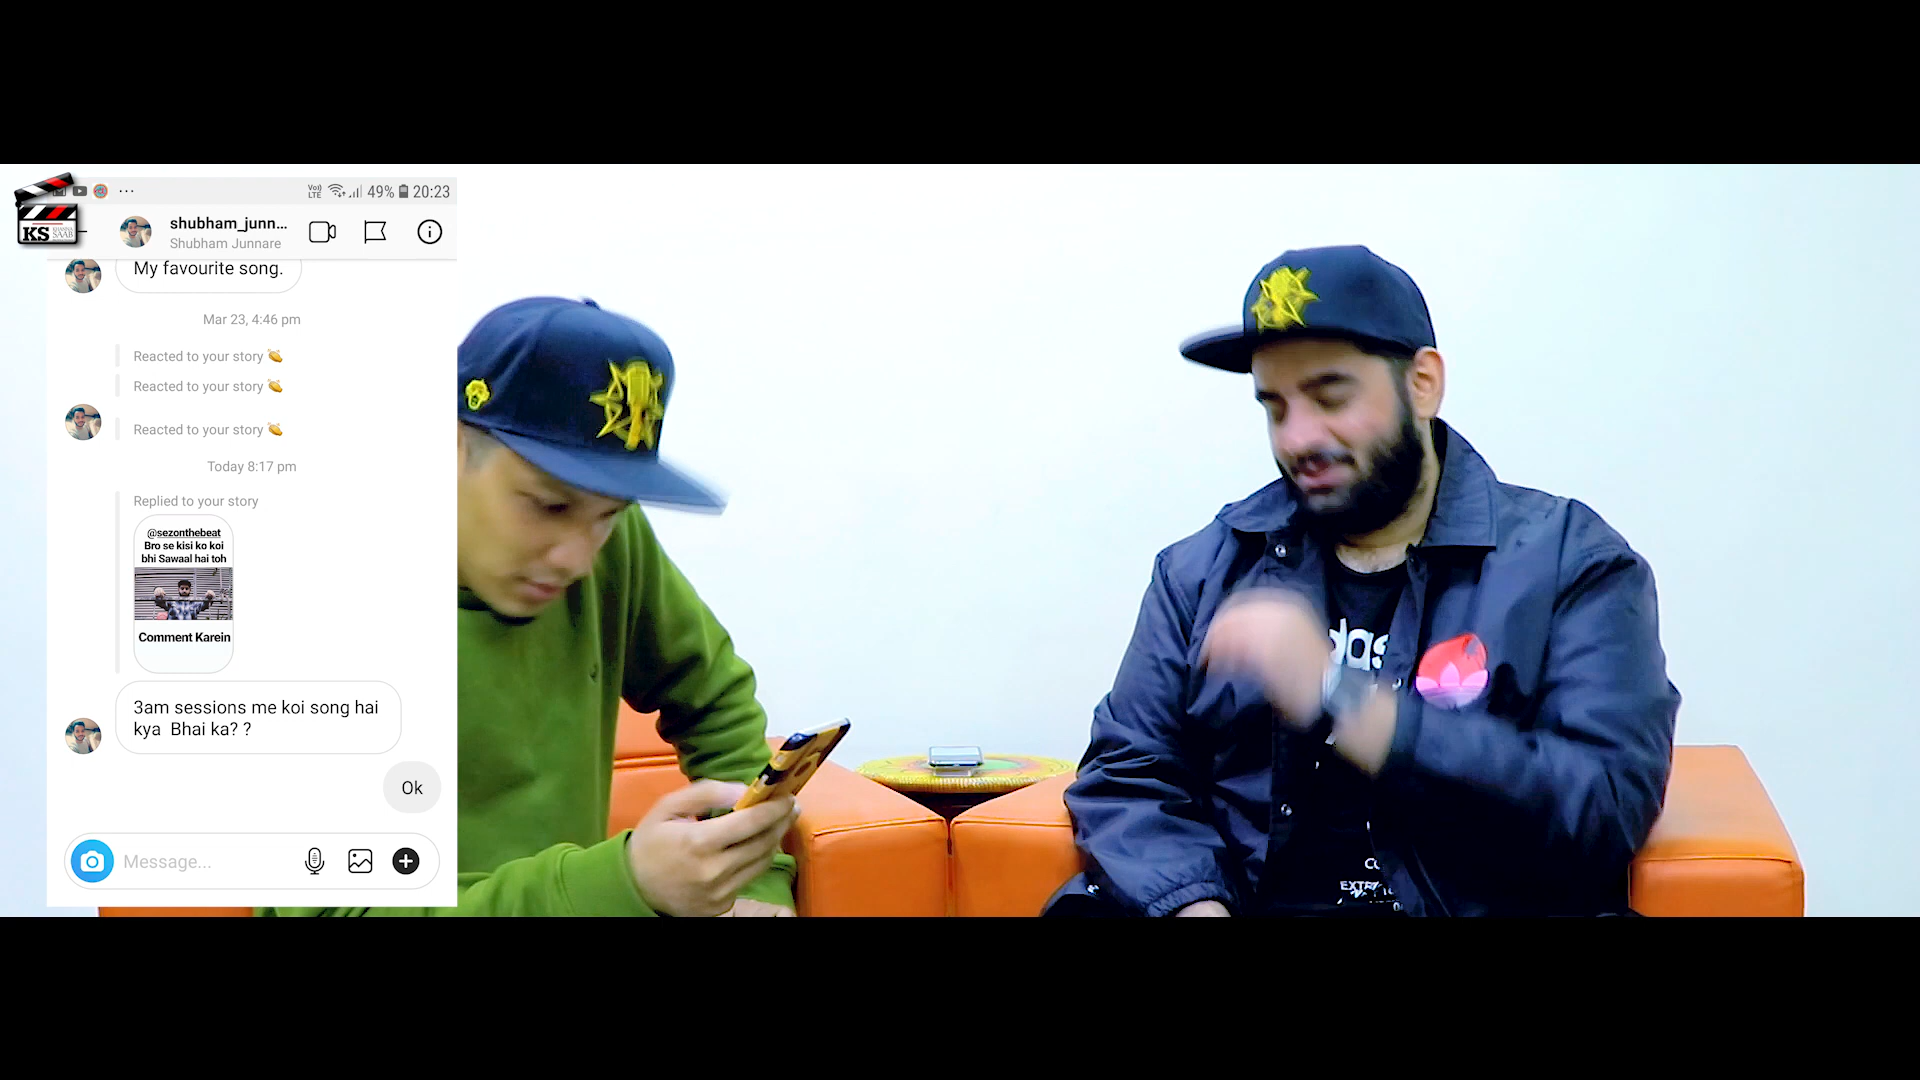 49% 20:23
KS
KHANNA
SAAB
shubham_junn...
Shubham Junnare
My favourite song.
Mar 23, 4:46 pm
Reacted to your story
Reacted to your story
Reacted to your story
Today 8:17 pm
Replied to your story
@sezonthebeat
Bro se kisi ko koi
bhi Sawaal hai toh
Comment Karein
3am sessions me koi song hai
kya Bhai ka? ?
Ok
Message...